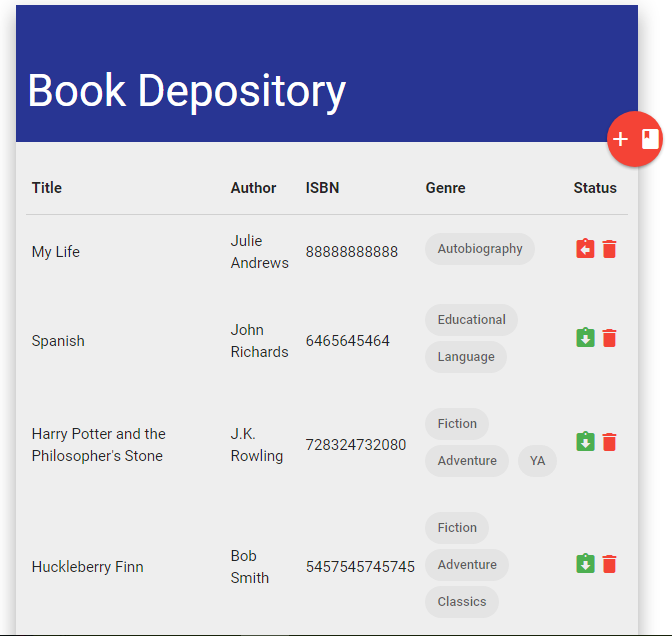 Book Depository
Title Author ISBN Genre Status
My Life Julie Andrews 88888888888 Autobiography
Spanish John Richards 6465645464 Educational Language
Harry Potter and the Philosopher's Stone J.K. Rowling 728324732080 Fiction Adventure YA
Huckleberry Finn Bob Smith 5457545745745 Fiction Adventure Classics